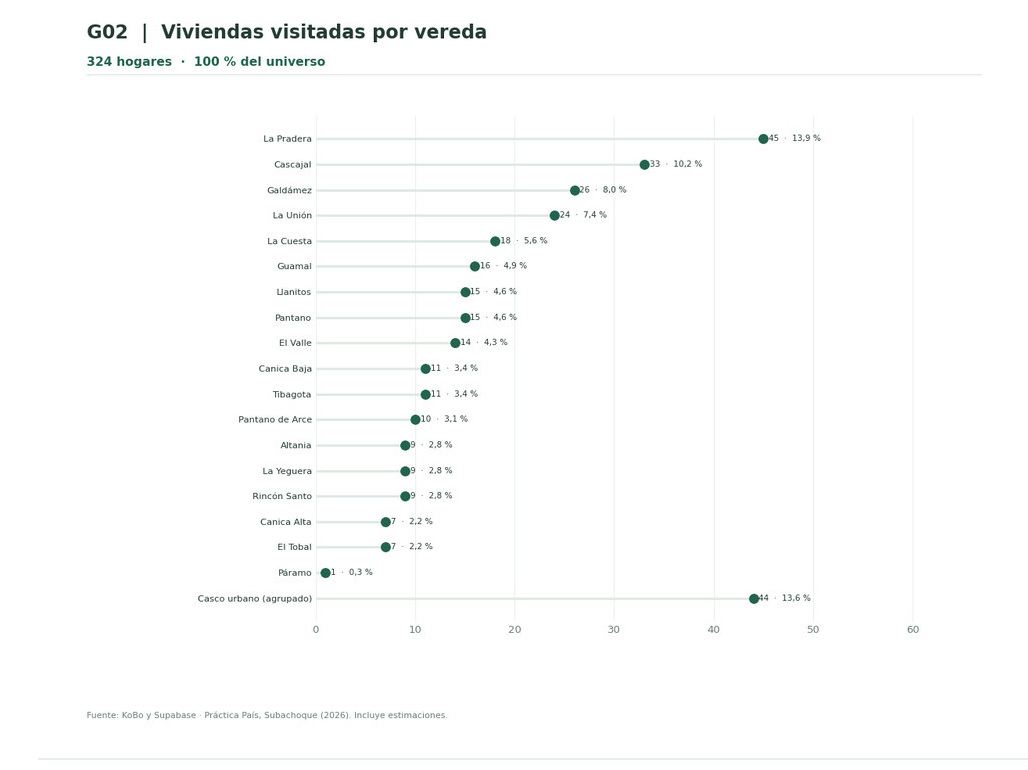 G02 | Viviendas visitadas por vereda
324 hogares · 100 % del universo
La Pradera 45 · 13,9 %
Cascajal 33 · 10,2 %
Galdámez 26 · 8,0 %
La Unión 24 · 7,4 %
La Cuesta 18 · 5,6 %
Guamal 16 · 4,9 %
Llanitos 15 · 4,6 %
Pantano 15 · 4,6 %
El Valle 14 · 4,3 %
Canica Baja 11 · 3,4 %
Tibagota 11 · 3,4 %
Pantano de Arce 10 · 3,1 %
Altania 9 · 2,8 %
La Yeguera 9 · 2,8 %
Rincón Santo 9 · 2,8 %
Canica Alta 7 · 2,2 %
El Tobal 7 · 2,2 %
Páramo 1 · 0,3 %
Casco urbano (agrupado) 44 · 13,6 %
0 10 20 30 40 50 60
Fuente: KoBo y Supabase · Práctica País, Subachoque (2026). Incluye estimaciones.